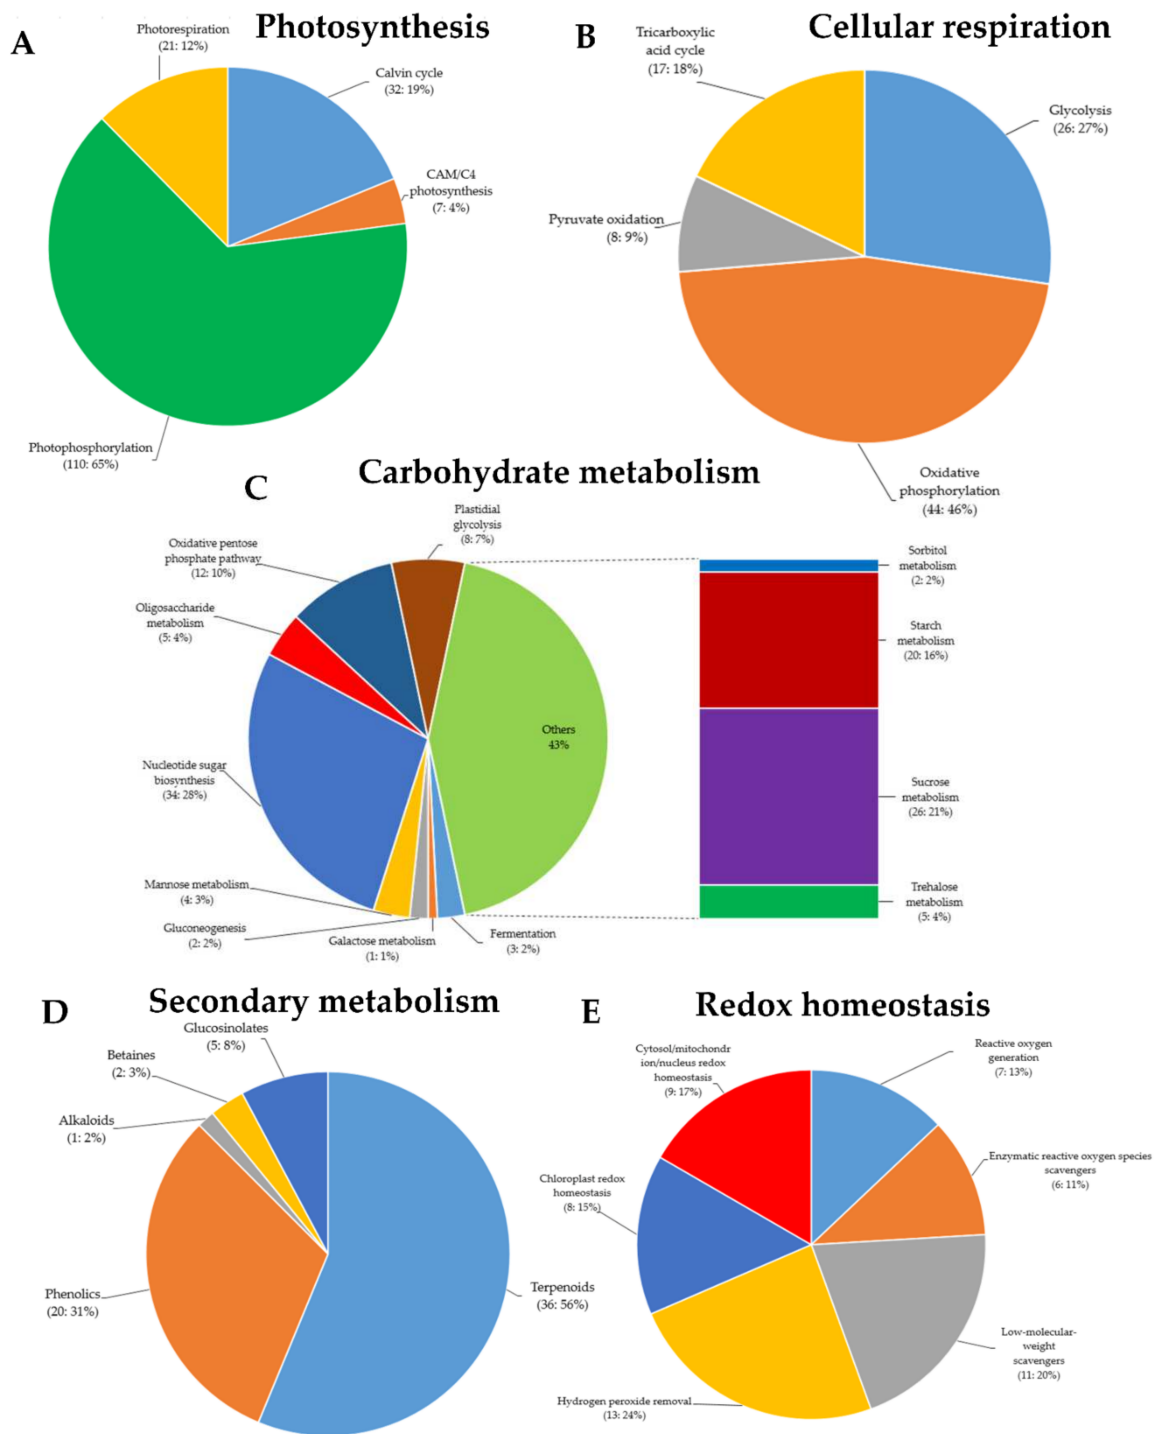 A
Photosynthesis
Photorespiration
(21: 12%)
Calvin cycle
(32: 19%)
CAM/C4
photosynthesis
(7: 4%)
Photophosphorylation
(110: 65%)
B
Cellular respiration
Tricarboxylic
acid cycle
(17: 18%)
Glycolysis
(26: 27%)
Pyruvate oxidation
(8: 9%)
Oxidative
phosphorylation
(44: 46%)
C
Carbohydrate metabolism
Plastidial
glycolysis
(8: 7%)
Oxidative pentose
phosphate pathway
(12: 10%)
Oligosaccharide
metabolism
(5: 4%)
Nucleotide sugar
biosynthesis
(34: 28%)
Mannose metabolism
(4: 3%)
Gluconeogenesis
(2: 2%)
Galactose metabolism
(1: 1%)
Fermentation
(3: 2%)
Others
43%
Sorbitol
metabolism
(2: 2%)
Starch
metabolism
(20: 16%)
Sucrose
metabolism
(26: 21%)
Trehalose
metabolism
(5: 4%)
D
Secondary metabolism
Glucosinolates
(5: 8%)
Betaines
(2: 3%)
Alkaloids
(1: 2%)
Phenolics
(20: 31%)
Terpenoids
(36: 56%)
E
Redox homeostasis
Cytosol/mitochondr
ion/nucleus redox
homeostasis
(9: 17%)
Reactive oxygen
generation
(7: 13%)
Enzymatic reactive oxygen species
scavengers
(6: 11%)
Chloroplast redox
homeostasis
(8: 15%)
Low-molecular-
weight
scavengers
(11: 20%)
Hydrogen peroxide removal
(13: 24%)